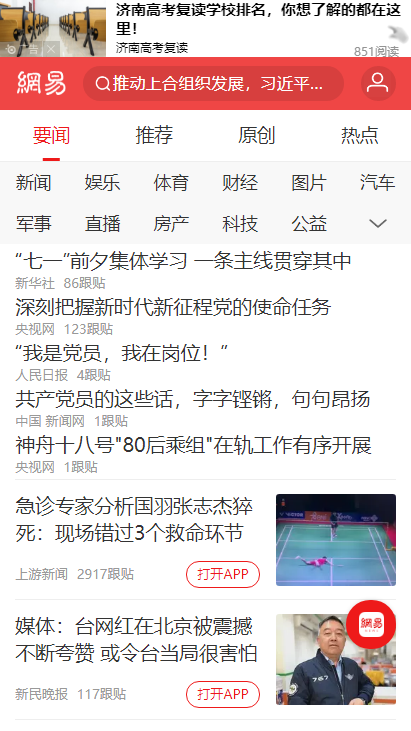 济南高考复读学校排名，你想了解的都在这
里！
济南高考复读
广告
851阅读
網易
推动上合组织发展，习近平...
要闻 推荐 原创 热点
新闻 娱乐 体育 财经 图片 汽车
军事 直播 房产 科技 公益
“七一”前夕集体学习 一条主线贯穿其中
新华社 86跟贴
深刻把握新时代新征程党的使命任务
央视网 123跟贴
“我是党员，我在岗位！”
人民日报 4跟贴
共产党员的这些话，字字铿锵，句句昂扬
中国 新闻网 1跟贴
神舟十八号"80后乘组"在轨工作有序开展
央视网 1跟贴
急诊专家分析国羽张志杰猝
死：现场错过3个救命环节
上游新闻 2917跟贴 打开APP
媒体：台网红在北京被震撼
不断夸赞 或令台当局很害怕
新民晚报 117跟贴 打开APP
網易
767